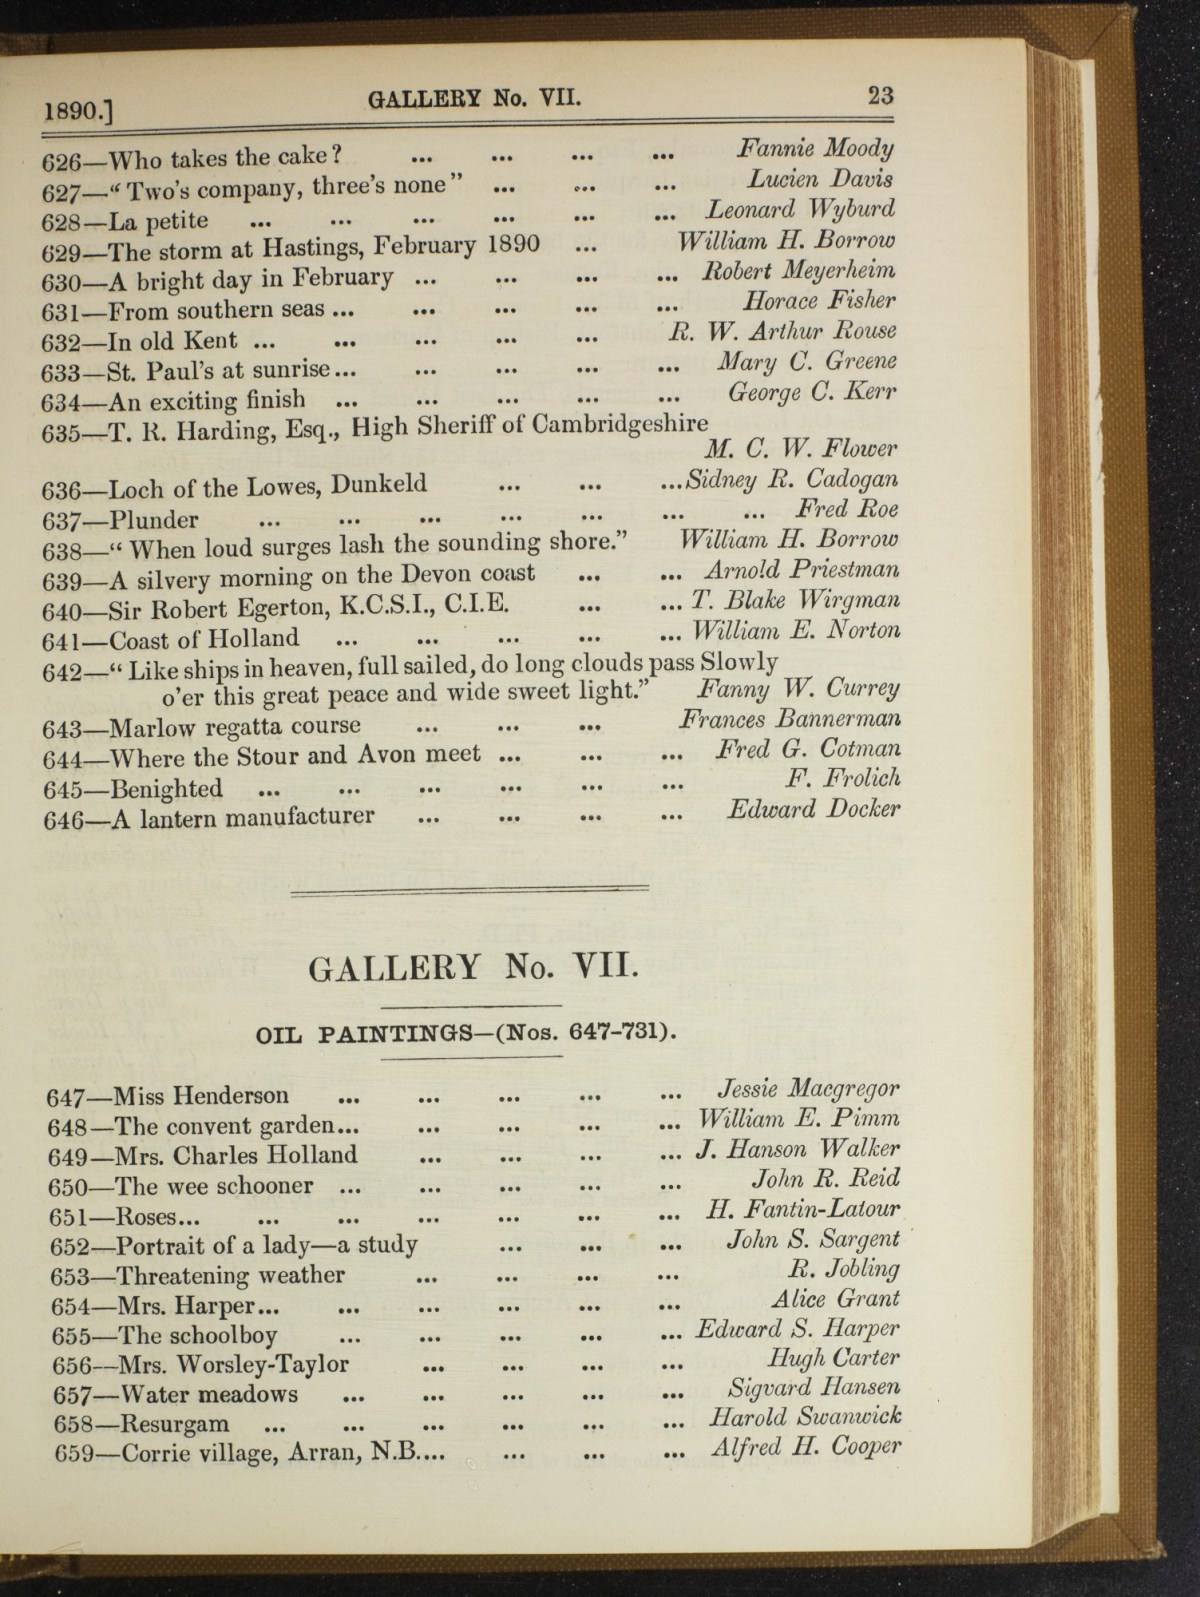 1890.] GALLERY No. VII. 23
626—Who takes the cake? ... ... ... ... Fannie Moody
627—“Two's company, three's none” ... ... ... Lucien Davis
628—La petite ... ... ... ... ... ... Leonard Wyburd
629—The storm at Hastings, February 1890 ... William H. Borrow
630—A bright day in February ... ... ... ... Robert Meyerheim
631—From southern seas ... ... ... ... ... Horace Fisher
632—In old Kent ... ... ... ... ... R. W. Arthur Rouse
633—St. Paul's at sunrise... ... ... ... ... Mary C. Greene
634—An exciting finish ... ... ... ... ... George C. Kerr
635—T. R. Harding, Esq., High Sheriff of Cambridgeshire
M. C. W. Flower
636—Loch of the Lowes, Dunkeld ... ... ...Sidney R. Cadogan
637—Plunder ... ... ... ... ... ... ... Fred Roe
638—“ When loud surges lash the sounding shore.” William H. Borrow
639—A silvery morning on the Devon coast ... ... Arnold Priestman
640—Sir Robert Egerton, K.C.S.I., C.I.E. ... ... T. Blake Wirgman
641—Coast of Holland ... ... ... ... ... William E. Norton
642—“ Like ships in heaven, full sailed, do long clouds pass Slowly
o'er this great peace and wide sweet light.” Fanny W. Currey
643—Marlow regatta course ... ... ... Frances Bannerman
644—Where the Stour and Avon meet ... ... ... Fred G. Cotman
645—Benighted ... ... ... ... ... ... F. Frolich
646—A lantern manufacturer ... ... ... ... Edward Docker
GALLERY No. VII.
OIL PAINTINGS—(Nos. 647-731).
647—Miss Henderson ... ... ... ... ... Jessie Macgregor
648—The convent garden... ... ... ... ... William E. Pimm
649—Mrs. Charles Holland ... ... ... ... J. Hanson Walker
650—The wee schooner ... ... ... ... ... John R. Reid
651—Roses... ... ... ... ... ... ... H. Fantin-Latour
652—Portrait of a lady—a study ... ... ... John S. Sargent
653—Threatening weather ... ... ... ... R. Jobling
654—Mrs. Harper... ... ... ... ... ... Alice Grant
655—The schoolboy ... ... ... ... ... Edward S. Harper
656—Mrs. Worsley-Taylor ... ... ... ... Hugh Carter
657—Water meadows ... ... ... ... ... Sigvard Hansen
658—Resurgam ... ... ... ... ... ... Harold Swanwick
659—Corrie village, Arran, N.B.... ... ... ... Alfred H. Cooper